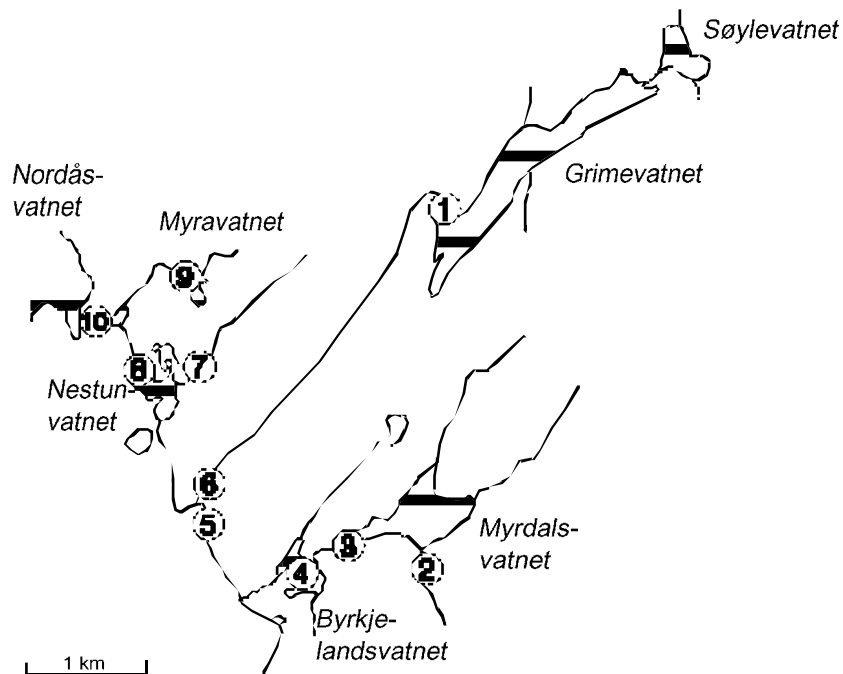 Søylevatnet
Nordås-
vatnet
Grimevatnet
1
Myravatnet
9
10
8
7
Nestun-
vatnet
6
5
3
Myrdals-
vatnet
4
2
Byrkje-
landsvatnet
1 km